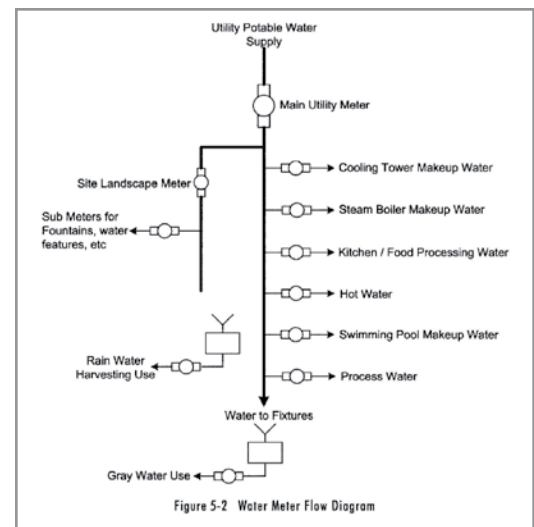 Utility Potable Water
Supply
Main Utility Meter
Site Landscape Meter
Cooling Tower Makeup Water
Sub Meters for
Fountains, water
features, etc
Steam Boiler Makeup Water
Kitchen / Food Processing Water
Hot Water
Swimming Pool Makeup Water
Rain Water
Harvesting Use
Process Water
Water to Fixtures
Gray Water Use
Figure 5-2 Water Meter Flow Diagram